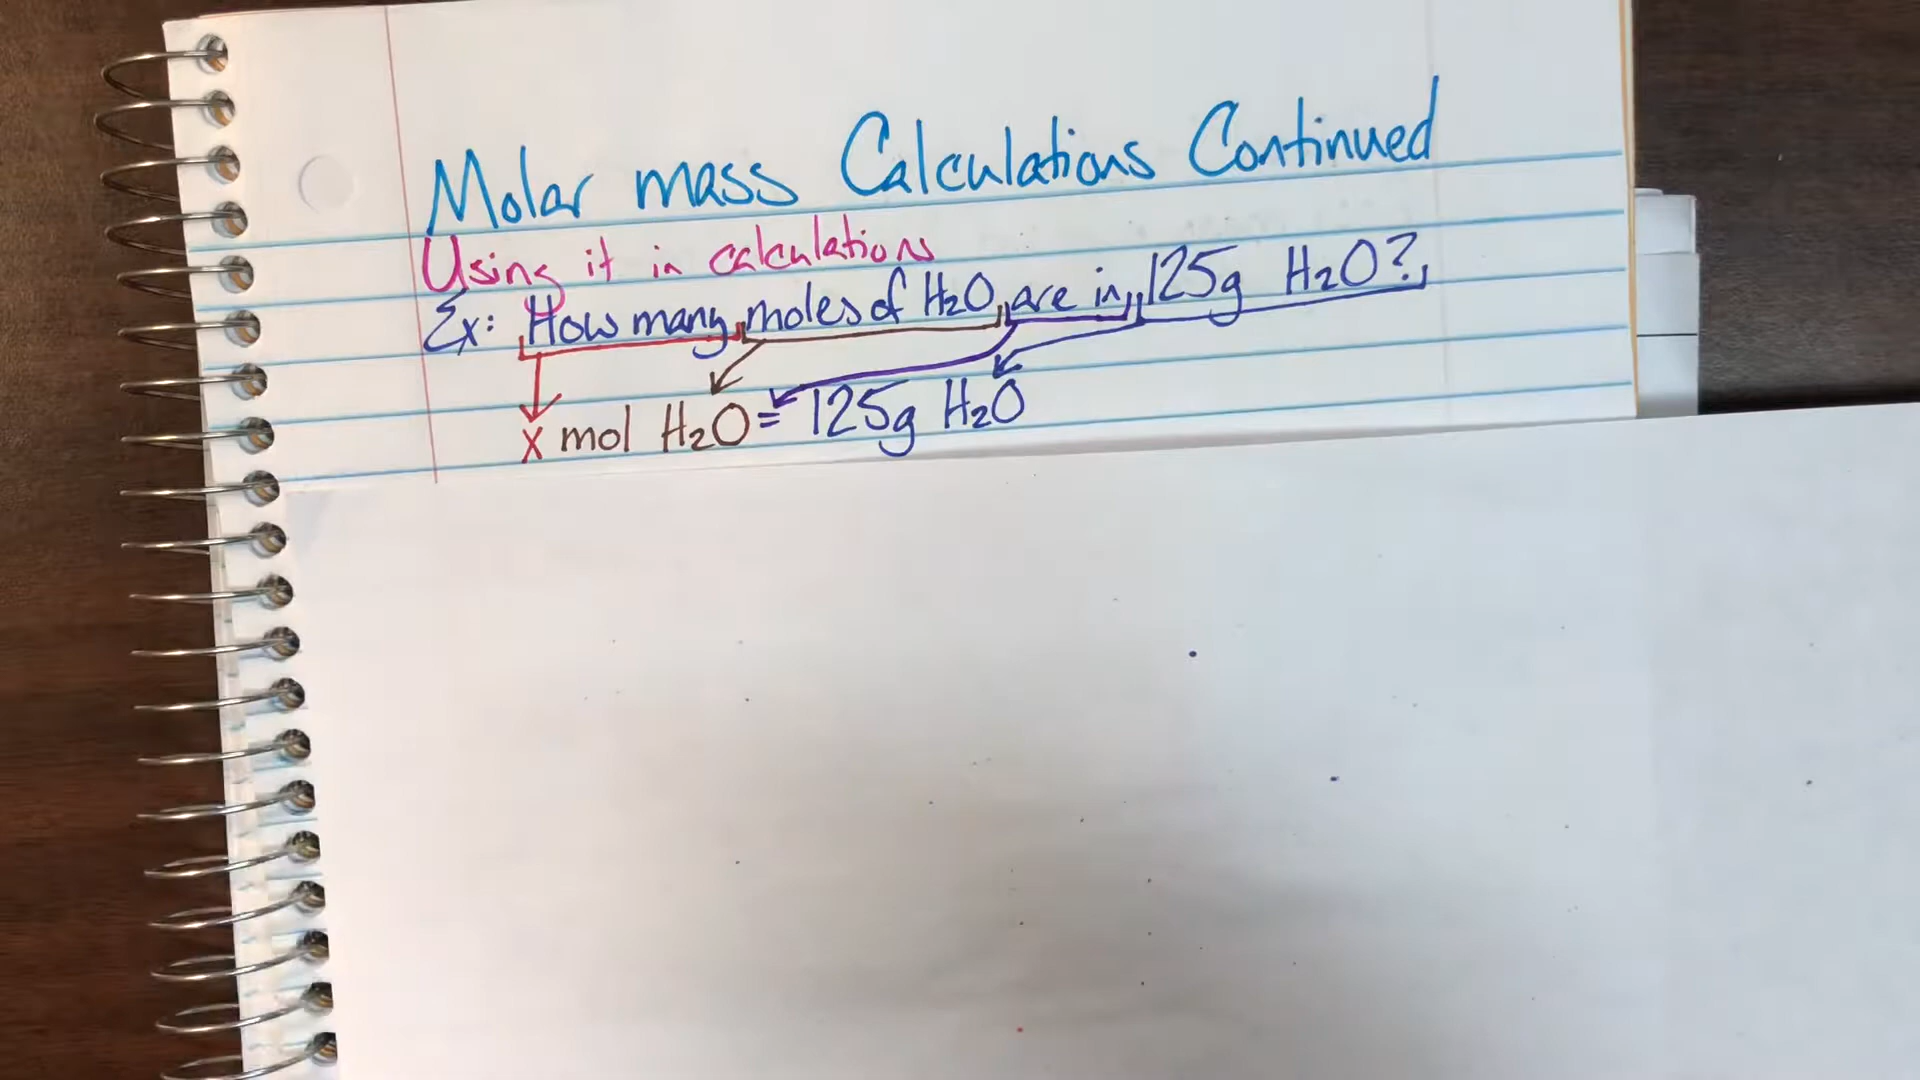 Molar mass Calculations Continued
Using it in calculations
Ex: How many moles of H2O are in 125g H2O?
x mol H2O = 125g H2O